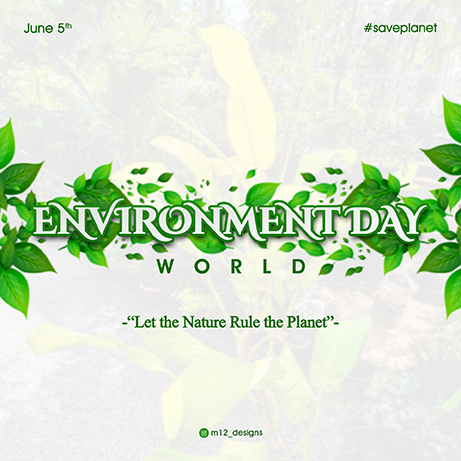 June 5th
#saveplanet
ENVIRONMENT DAY
WORLD
-“Let the Nature Rule the Planet”-
m12_designs